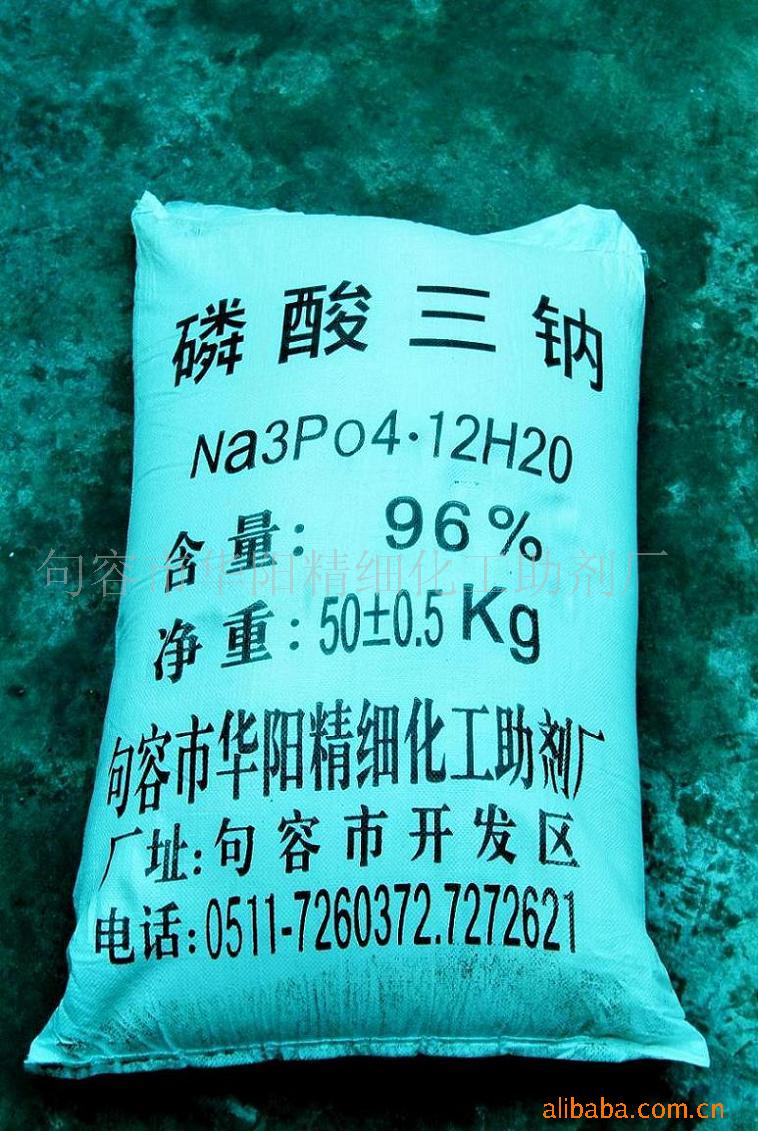 磷酸三钠
Na3Po4·12H20
含量: 96%
句容市华阳精细化工助剂厂
净重:50±0.5Kg
句容市华阳精细化工助剂厂
厂址:句容市开发区
电话:0511-7260372.7272621
alibaba.com.cn